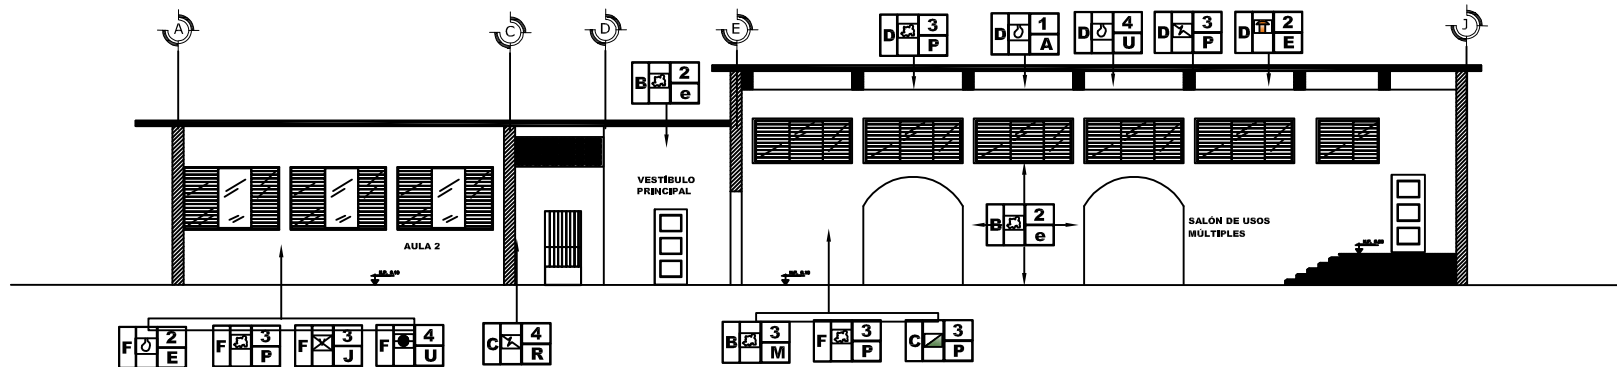 A
C
D
E
J
D 3 P
D 1 A
D 4 U
D 3 P
D 2 E
B 2 e
VESTÍBULO
PRINCIPAL
AULA 2
B 2 e
SALÓN DE USOS
MÚLTIPLES
F 2 E
F 3 P
F 3 J
F 4 U
C 4 R
B 3 M
F 3 P
C 3 P